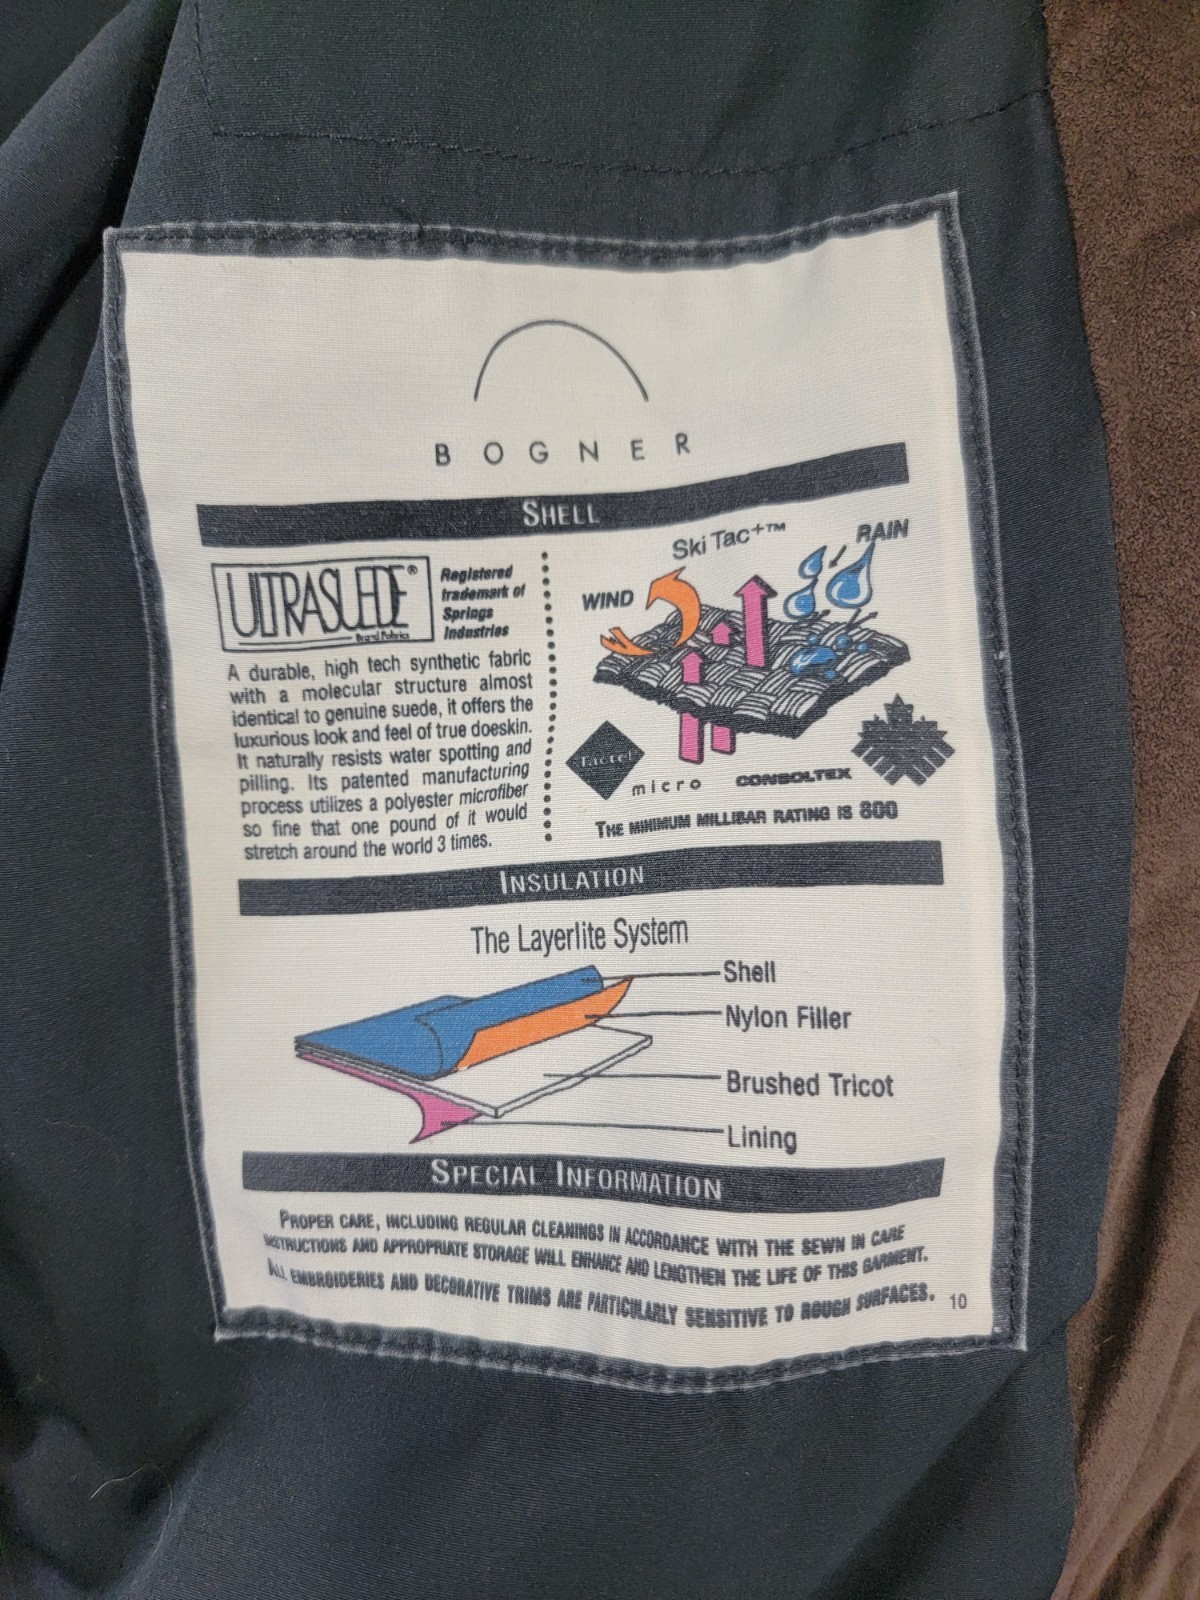 BOGNER
SHELL
ULTRASUEDE®
Brand Fabrics
Registered
trademark of
Springs
Industries
A durable, high tech synthetic fabric
with a molecular structure almost
identical to genuine suede, it offers the
luxurious look and feel of true doeskin.
It naturally resists water spotting and
pilling. Its patented manufacturing
process utilizes a polyester microfiber
so fine that one pound of it would
stretch around the world 3 times.
Ski Tac+™
WIND
RAIN
Tactel
micro
CONSOLTEX
THE MINIMUM MILLIBAR RATING IS 800
INSULATION
The Layerlite System
Shell
Nylon Filler
Brushed Tricot
Lining
SPECIAL INFORMATION
PROPER CARE, INCLUDING REGULAR CLEANINGS IN ACCORDANCE WITH THE SEWN IN CARE
INSTRUCTIONS AND APPROPRIATE STORAGE WILL ENHANCE AND LENGTHEN THE LIFE OF THIS GARMENT.
ALL EMBROIDERIES AND DECORATIVE TRIMS ARE PARTICULARLY SENSITIVE TO ROUGH SURFACES.
10